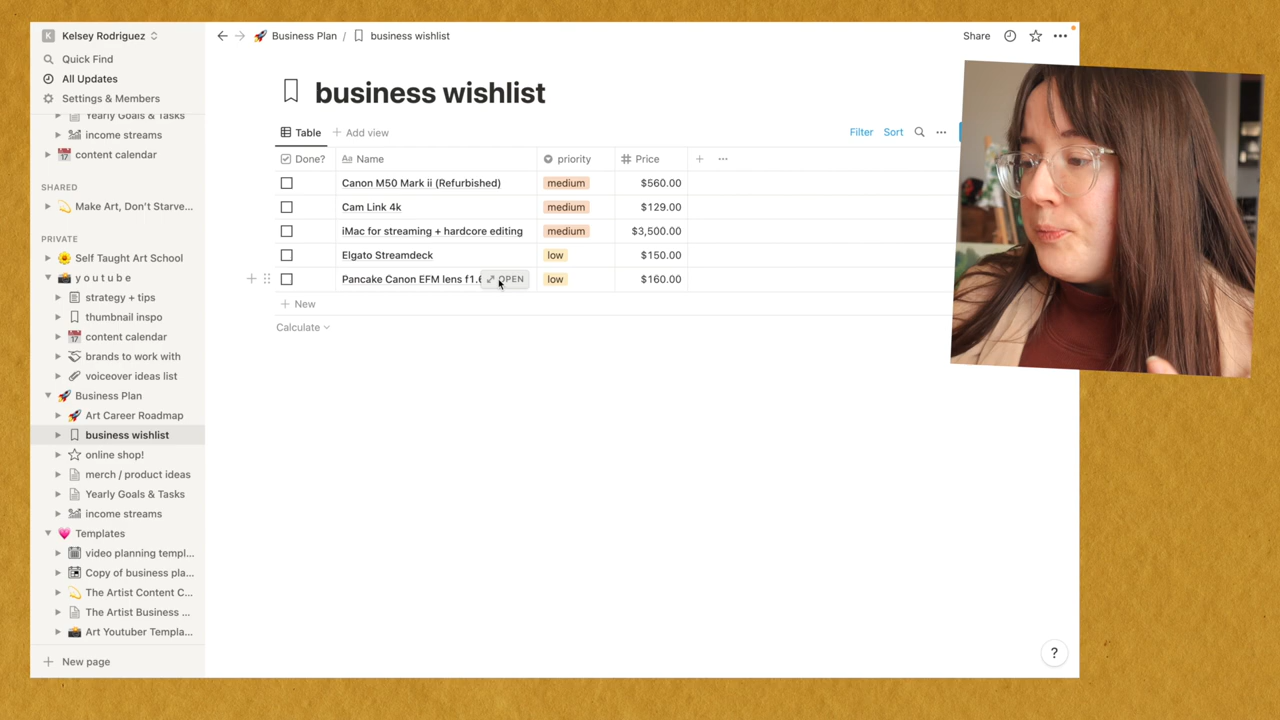 K Kelsey Rodriguez
Quick Find
All Updates
Settings & Members
Yearly Goals & Tasks
income streams
content calendar
SHARED
Make Art, Don't Starve...
PRIVATE
Self Taught Art School
y o u t u b e
strategy + tips
thumbnail inspo
content calendar
brands to work with
voiceover ideas list
Business Plan
Art Career Roadmap
business wishlist
online shop!
merch / product ideas
Yearly Goals & Tasks
income streams
Templates
video planning templ...
Copy of business pla...
The Artist Content C...
The Artist Business ...
Art Youtuber Templa...
+ New page
Business Plan / business wishlist
Share
business wishlist
Table + Add view
Filter Sort
Done? Aa Name priority # Price + ...
Canon M50 Mark ii (Refurbished) medium $560.00
Cam Link 4k medium $129.00
iMac for streaming + hardcore editing medium $3,500.00
Elgato Streamdeck low $150.00
Pancake Canon EFM lens OPEN low $160.00
+ New
Calculate
?